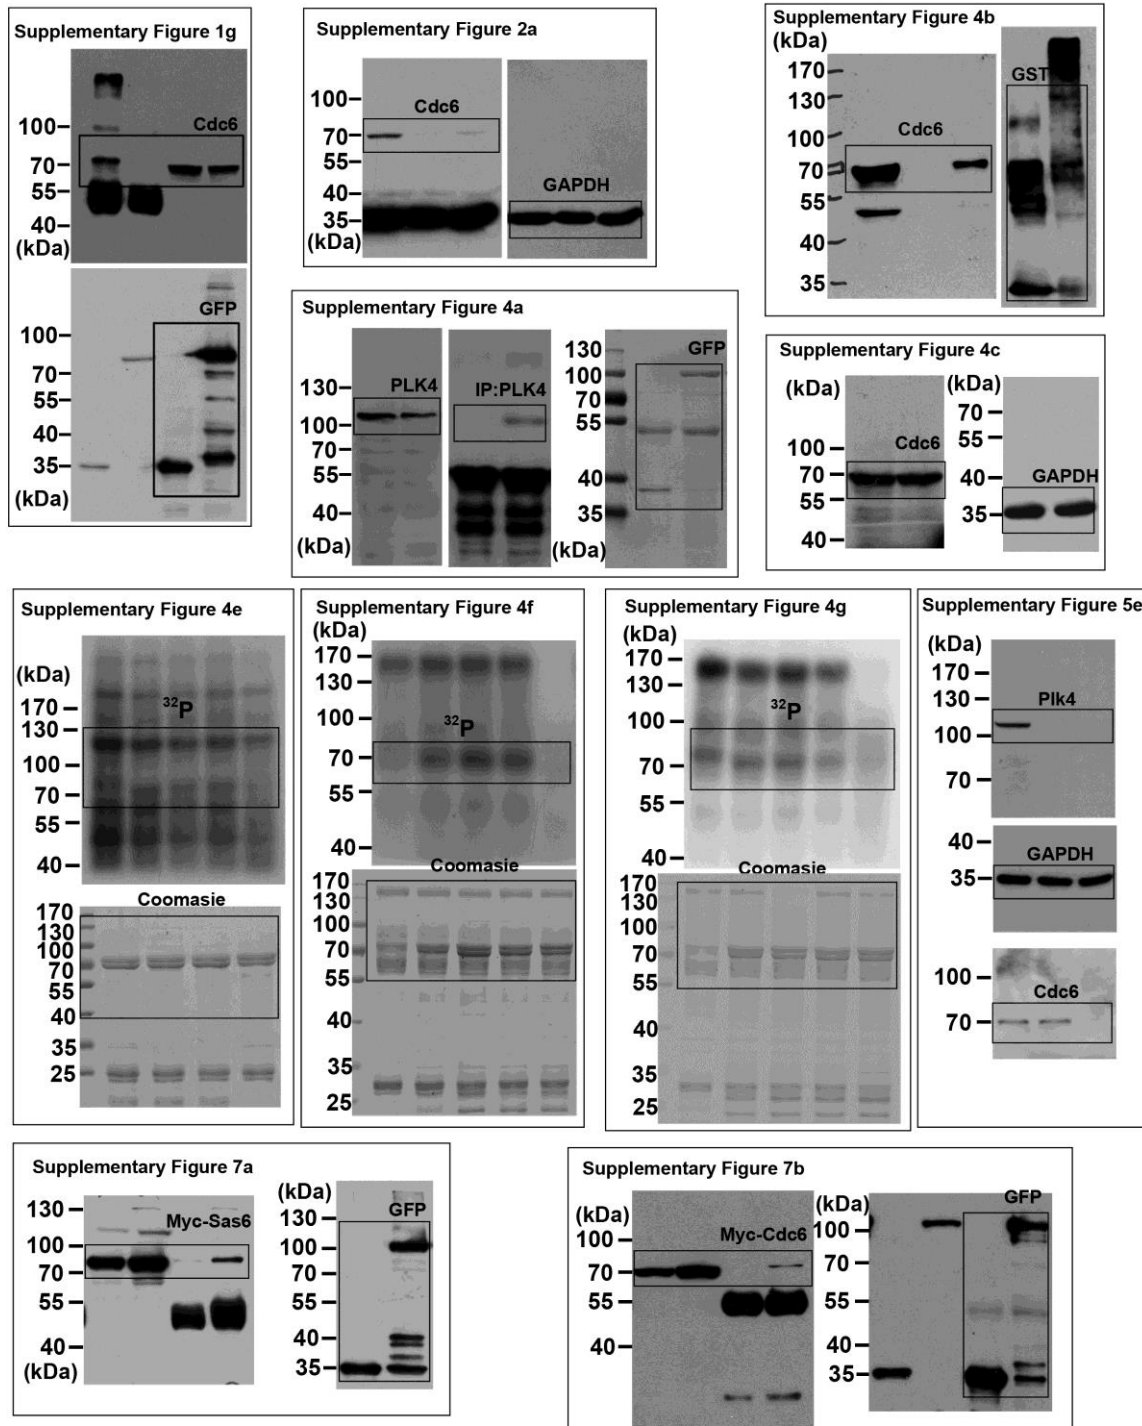 Supplementary Figure 1g
100
Cdc6
70
55
40
(kDa)
GFP
100
70
55
40
35
(kDa)
Supplementary Figure 2a
100
Cdc6
70
55
40
GAPDH
35
(kDa)
Supplementary Figure 4b
(kDa)
170
GST
130
100
Cdc6
70
55
40
35
Supplementary Figure 4a
130
PLK4
IP:PLK4
100
70
55
40
(kDa)
GFP
130
100
70
55
40
35
(kDa)
Supplementary Figure 4c
(kDa)
Cdc6
100
70
55
40
(kDa)
70
55
40
GAPDH
35
Supplementary Figure 4e
(kDa)
170
32P
130
100
70
55
40
Coomasie
170
130
100
70
55
40
35
25
Supplementary Figure 4f
(kDa)
170
130
100
32P
70
55
40
Coomasie
170
130
100
70
55
40
35
25
Supplementary Figure 4g
(kDa)
170
130
32P
100
70
55
40
Coomasie
170
130
100
70
55
40
35
25
Supplementary Figure 5e
(kDa)
170
130
Plk4
100
70
40
GAPDH
35
100
Cdc6
70
Supplementary Figure 7a
130
Myc-Sas6
100
70
55
40
(kDa)
(kDa)
GFP
130
100
70
55
40
35
Supplementary Figure 7b
(kDa)
Myc-Cdc6
100
70
55
40
(kDa)
GFP
100
70
55
40
35